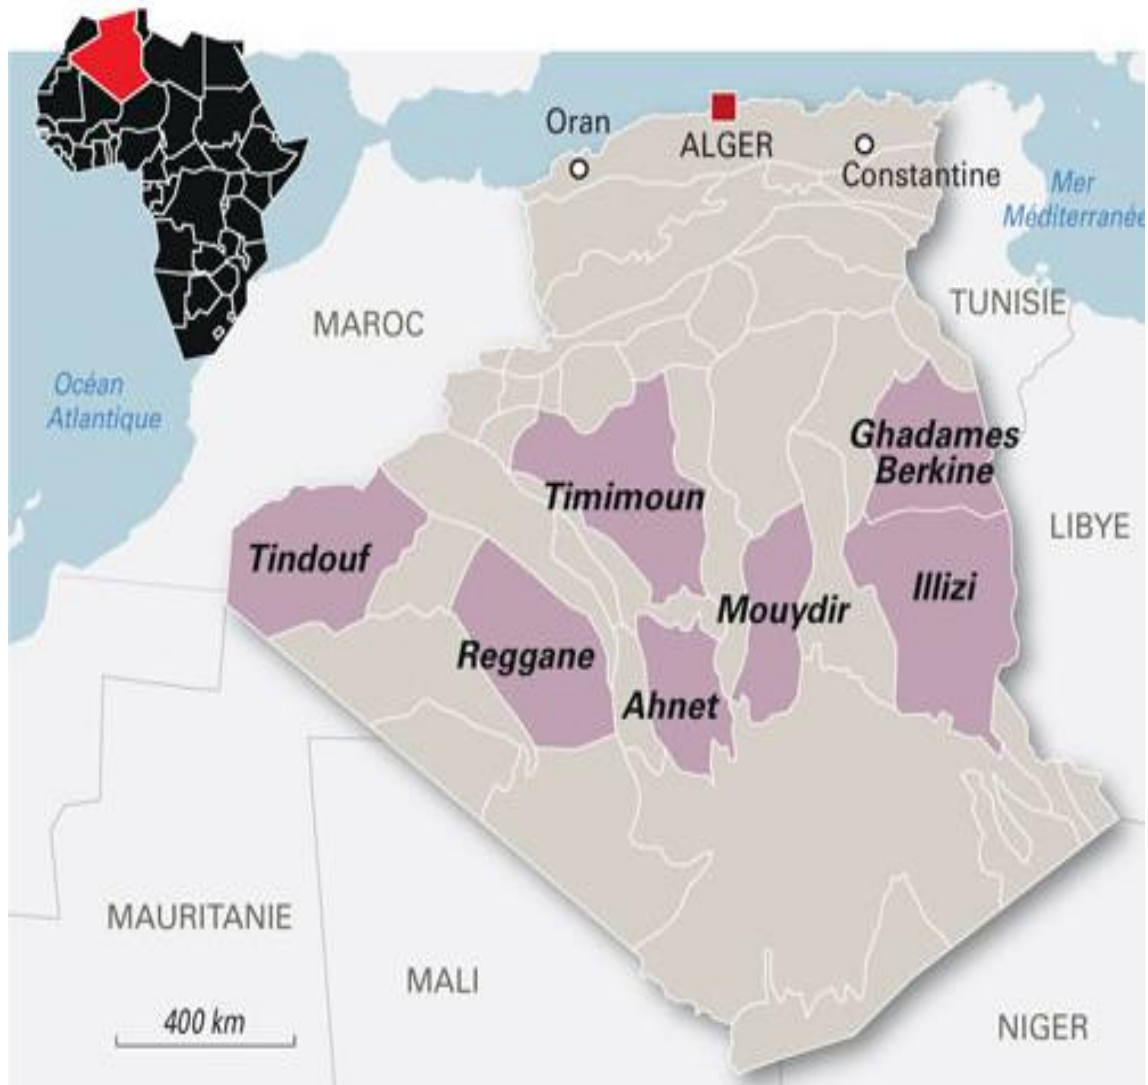 Oran
ALGER
Constantine
Mer
Méditerranée
TUNISIE
MAROC
Océan
Atlantique
Ghadames
Berkine
Timimoun
LIBYE
Tindouf
Illizi
Mouydir
Reggane
Ahnet
MAURITANIE
MALI
400 km
NIGER